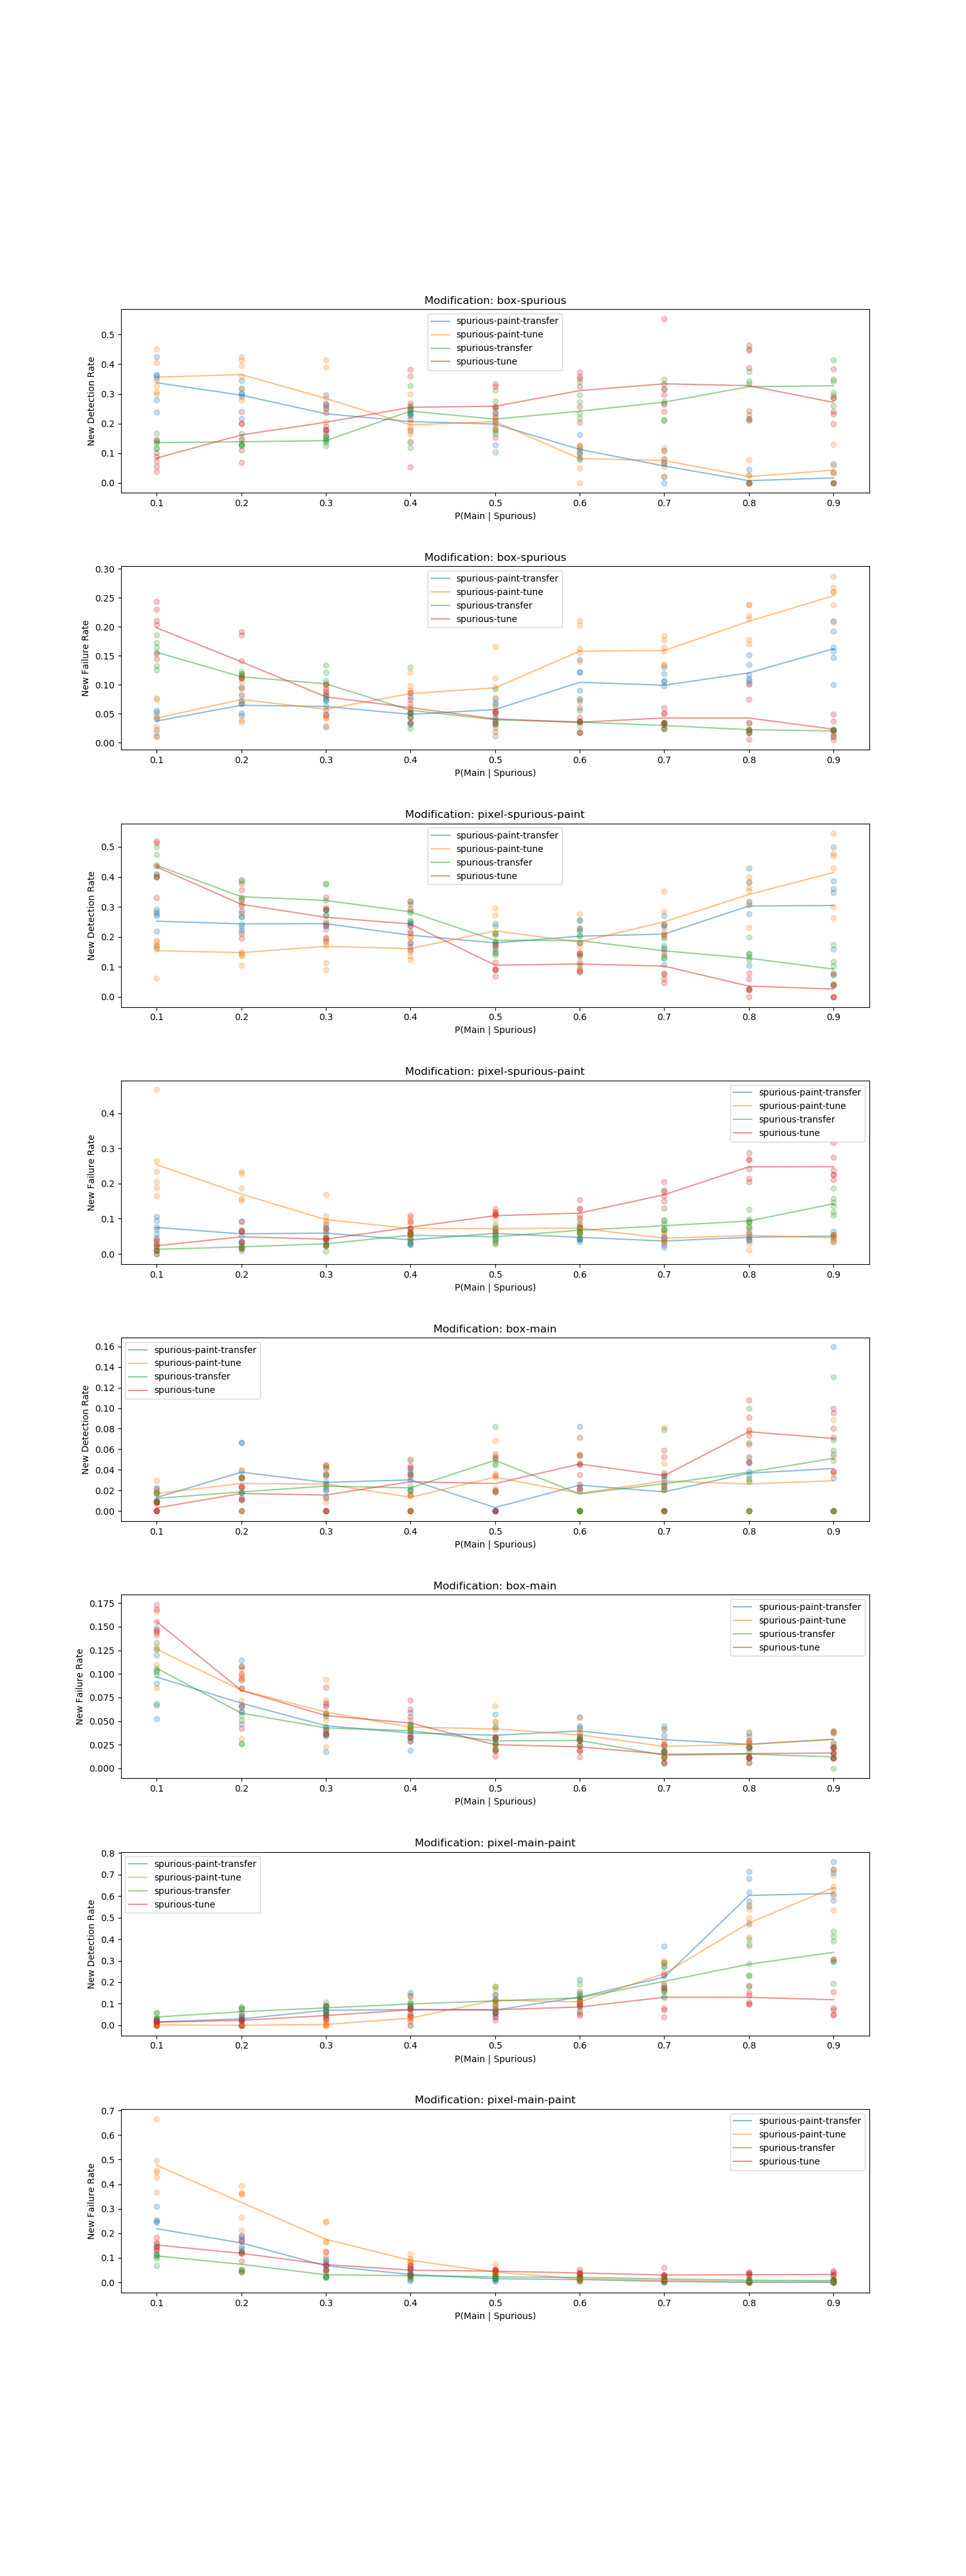 Modification: box-spurious
spurious-paint-transfer
spurious-paint-tune
spurious-transfer
spurious-tune
New Detection Rate
0.5
0.4
0.3
0.2
0.1
0.0
0.1 0.2 0.3 0.4 0.5 0.6 0.7 0.8 0.9
P(Main | Spurious)
Modification: box-spurious
spurious-paint-transfer
spurious-paint-tune
spurious-transfer
spurious-tune
New Failure Rate
0.30
0.25
0.20
0.15
0.10
0.05
0.00
0.1 0.2 0.3 0.4 0.5 0.6 0.7 0.8 0.9
P(Main | Spurious)
Modification: pixel-spurious-paint
spurious-paint-transfer
spurious-paint-tune
spurious-transfer
spurious-tune
New Detection Rate
0.5
0.4
0.3
0.2
0.1
0.0
0.1 0.2 0.3 0.4 0.5 0.6 0.7 0.8 0.9
P(Main | Spurious)
Modification: pixel-spurious-paint
spurious-paint-transfer
spurious-paint-tune
spurious-transfer
spurious-tune
New Failure Rate
0.4
0.3
0.2
0.1
0.0
0.1 0.2 0.3 0.4 0.5 0.6 0.7 0.8 0.9
P(Main | Spurious)
Modification: box-main
spurious-paint-transfer
spurious-paint-tune
spurious-transfer
spurious-tune
New Detection Rate
0.16
0.14
0.12
0.10
0.08
0.06
0.04
0.02
0.00
0.1 0.2 0.3 0.4 0.5 0.6 0.7 0.8 0.9
P(Main | Spurious)
Modification: box-main
spurious-paint-transfer
spurious-paint-tune
spurious-transfer
spurious-tune
New Failure Rate
0.175
0.150
0.125
0.100
0.075
0.050
0.025
0.000
0.1 0.2 0.3 0.4 0.5 0.6 0.7 0.8 0.9
P(Main | Spurious)
Modification: pixel-main-paint
spurious-paint-transfer
spurious-paint-tune
spurious-transfer
spurious-tune
New Detection Rate
0.8
0.7
0.6
0.5
0.4
0.3
0.2
0.1
0.0
0.1 0.2 0.3 0.4 0.5 0.6 0.7 0.8 0.9
P(Main | Spurious)
Modification: pixel-main-paint
spurious-paint-transfer
spurious-paint-tune
spurious-transfer
spurious-tune
New Failure Rate
0.7
0.6
0.5
0.4
0.3
0.2
0.1
0.0
0.1 0.2 0.3 0.4 0.5 0.6 0.7 0.8 0.9
P(Main | Spurious)